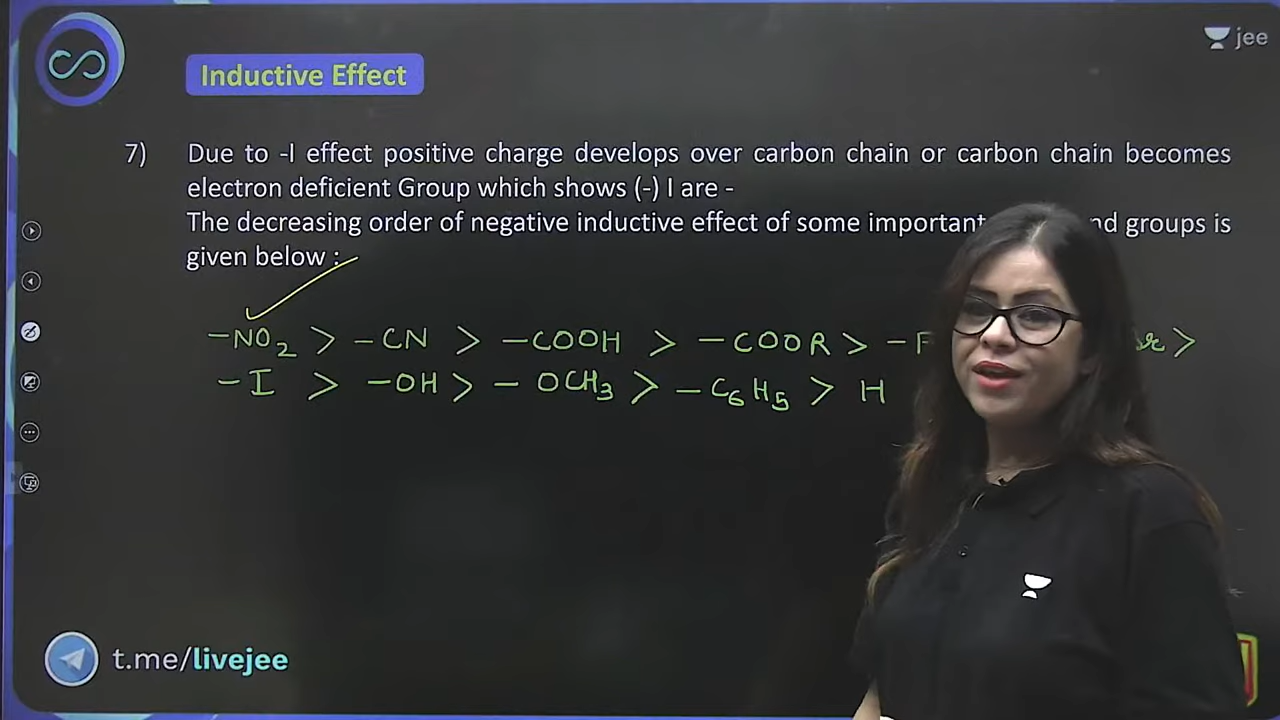 jee
Inductive Effect
7) Due to -I effect positive charge develops over carbon chain or carbon chain becomes
electron deficient Group which shows (-) I are -
The decreasing order of negative inductive effect of some important groups is
given below :
-NO₂ > -CN > -COOH > -COOR > -F >
-I > -OH > -OCH₃ > -C₆H₅ > H
t.me/livejee